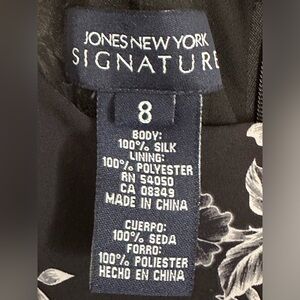 JONES NEW YORK
SIGNATURE
8
BODY:
100% SILK
LINING:
100% POLYESTER
RN 54050
CA 08349
MADE IN CHINA
CUERPO:
100% SEDA
FORRO:
100% POLIESTER
HECHO EN CHINA